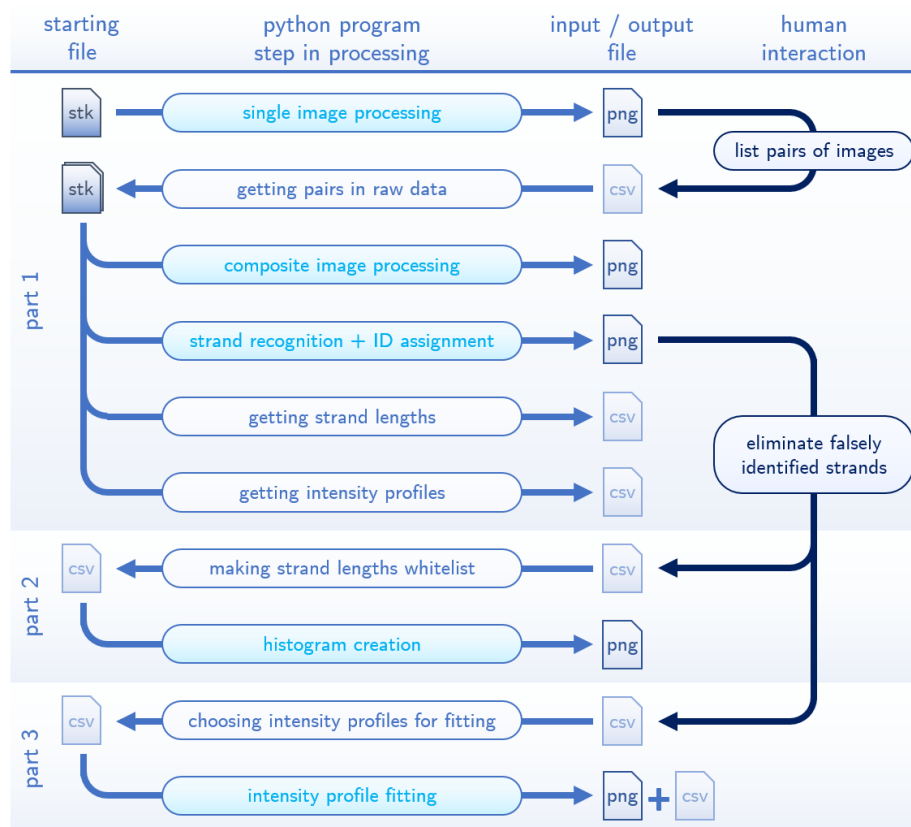 starting file
python program step in processing
input / output file
human interaction
stk
single image processing
png
list pairs of images
stk
getting pairs in raw data
csv
part 1
composite image processing
png
strand recognition + ID assignment
png
getting strand lengths
csv
eliminate falsely
identified strands
getting intensity profiles
csv
part 2
csv
making strand lengths whitelist
csv
histogram creation
png
part 3
csv
choosing intensity profiles for fitting
csv
intensity profile fitting
png + csv